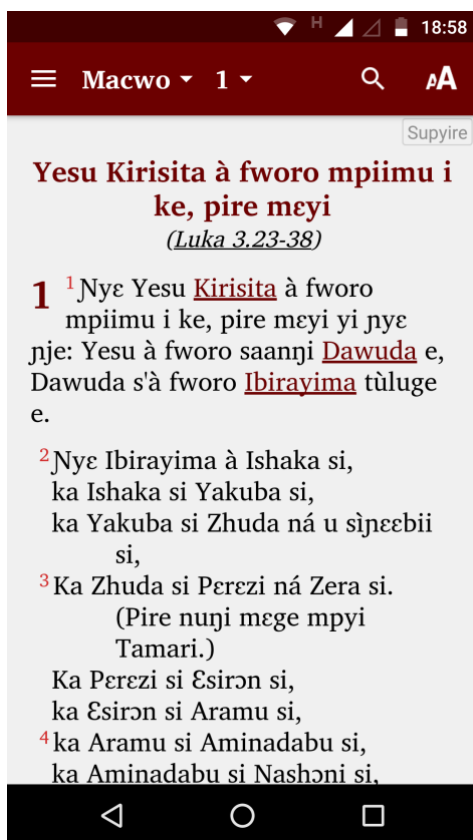 H 18:58
Macwo 1 AA
Supyire
Yesu Kirisita à fworo mpiimu i
ke, pire mɛyi
(Luka 3.23-38)
1 1 Ɲyɛ Yesu Kirisita à fworo
mpiimu i ke, pire mɛyi yi ɲyɛ
ɲje: Yesu à fworo saanŋi Dawuda e,
Dawuda s'à fworo Ibirayima tùluge
e.
2 Ɲyɛ Ibirayima à Ishaka si,
ka Ishaka si Yakuba si,
ka Yakuba si Zhuda ná u sìɲɛɛbii
si,
3 Ka Zhuda si Pɛrɛzi ná Zera si.
(Pire nuŋi mɛge mpyi
Tamari.)
Ka Pɛrɛzi si Ɛsirɔn si,
ka Ɛsirɔn si Aramu si,
4 ka Aramu si Aminadabu si,
ka Aminadabu si Nashɔni si,